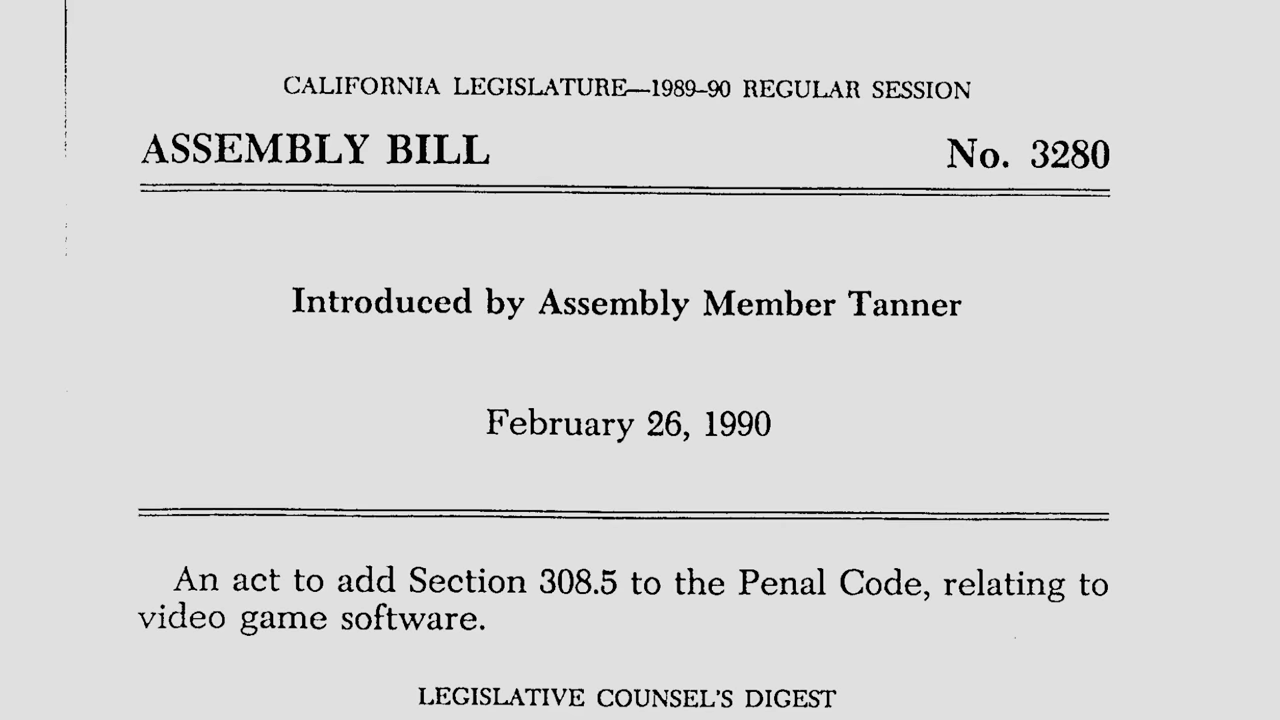 CALIFORNIA LEGISLATURE—1989–90 REGULAR SESSION
ASSEMBLY BILL No. 3280
Introduced by Assembly Member Tanner
February 26, 1990
An act to add Section 308.5 to the Penal Code, relating to
video game software.
LEGISLATIVE COUNSEL'S DIGEST